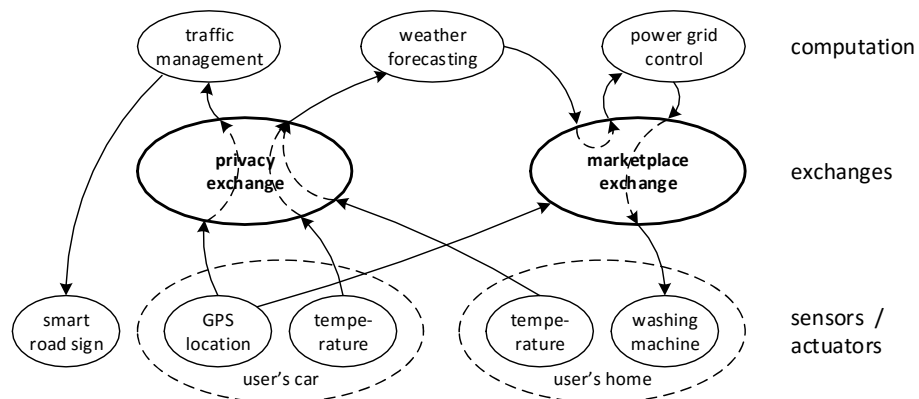 traffic
management
weather
forecasting
power grid
control
computation
privacy
exchange
marketplace
exchange
exchanges
smart
road sign
GPS
location
tempe-
rature
user's car
tempe-
rature
washing
machine
user's home
sensors /
actuators